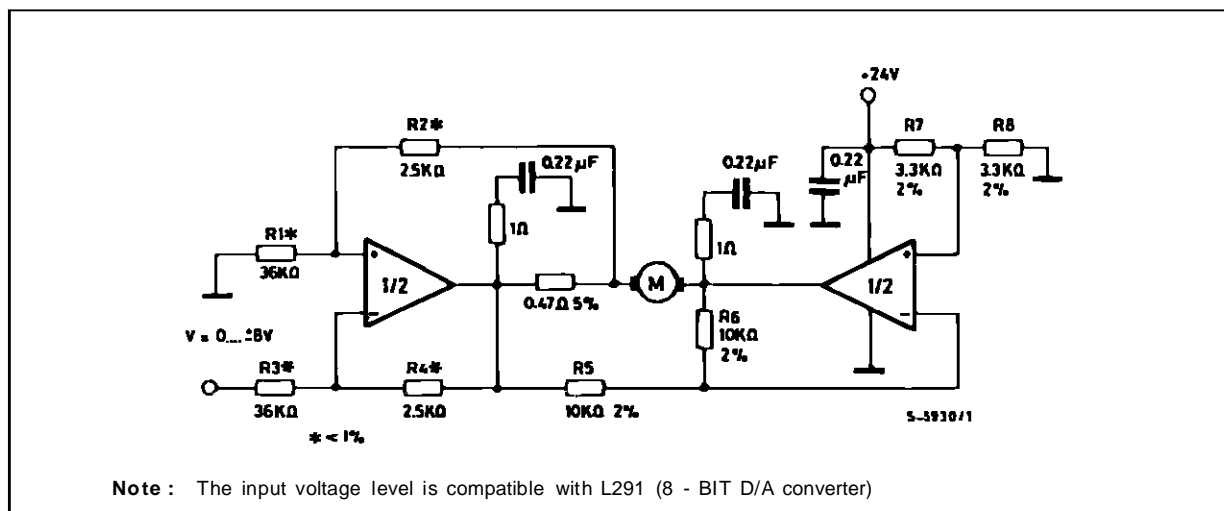 +24V
R2*
2.5KΩ
0.22µF
1Ω
0.22µF
1Ω
0.22
µF
R7
3.3KΩ
2%
R8
3.3KΩ
2%
R1*
36KΩ
+
1/2
−
0.47Ω 5%
M
+
1/2
−
R6
10KΩ
2%
V = 0....±8V
R3*
36KΩ
R4*
2.5KΩ
R5
10KΩ 2%
* < 1%
S-5930/1
Note : The input voltage level is compatible with L291 (8 - BIT D/A converter)